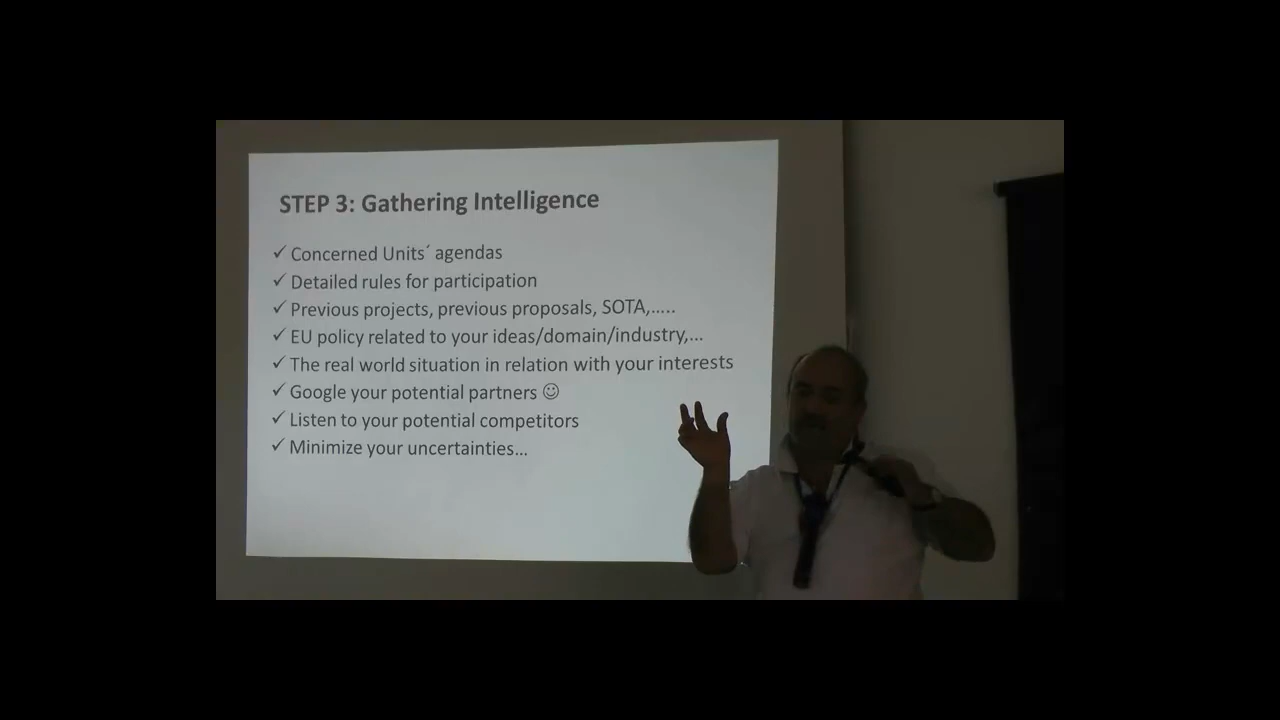 STEP 3: Gathering Intelligence
✓ Concerned Units´ agendas
✓ Detailed rules for participation
✓ Previous projects, previous proposals, SOTA,.....
✓ EU policy related to your ideas/domain/industry,...
✓ The real world situation in relation with your interests
✓ Google your potential partners ☺
✓ Listen to your potential competitors
✓ Minimize your uncertainties...